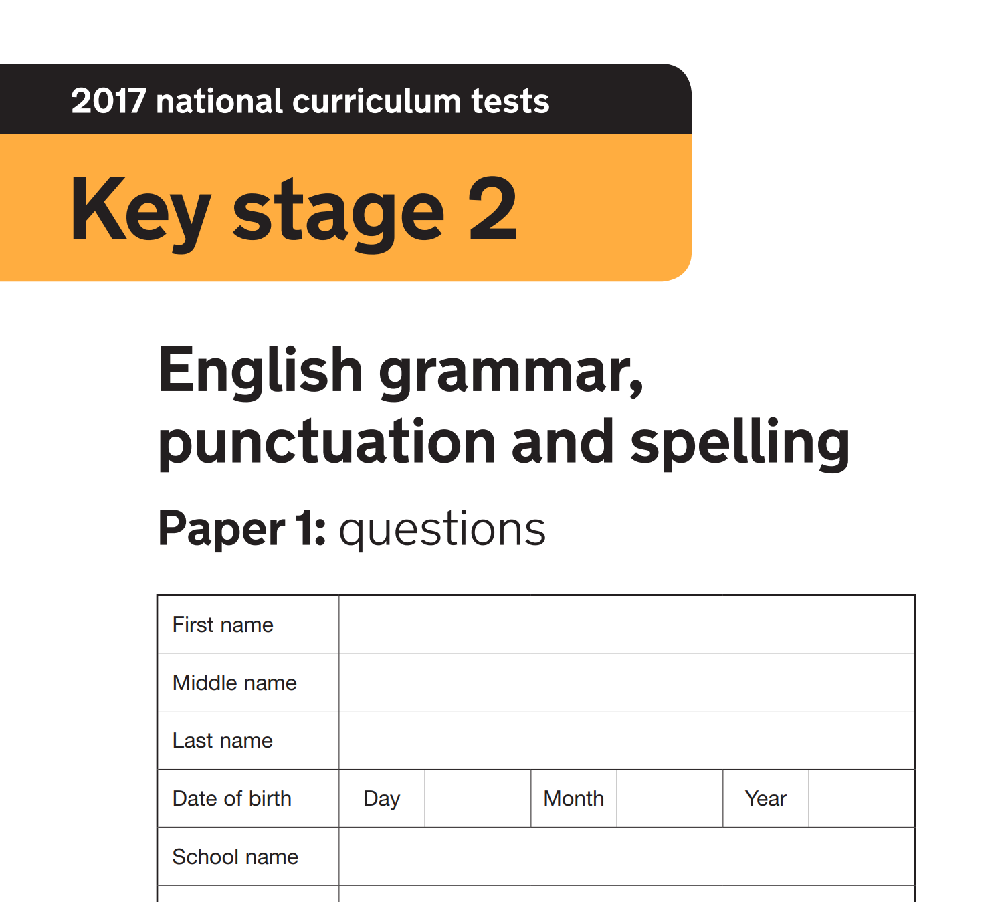 2017 national curriculum tests
Key stage 2
English grammar,
punctuation and spelling
Paper 1: questions
First name
Middle name
Last name
Date of birth Day Month Year
School name